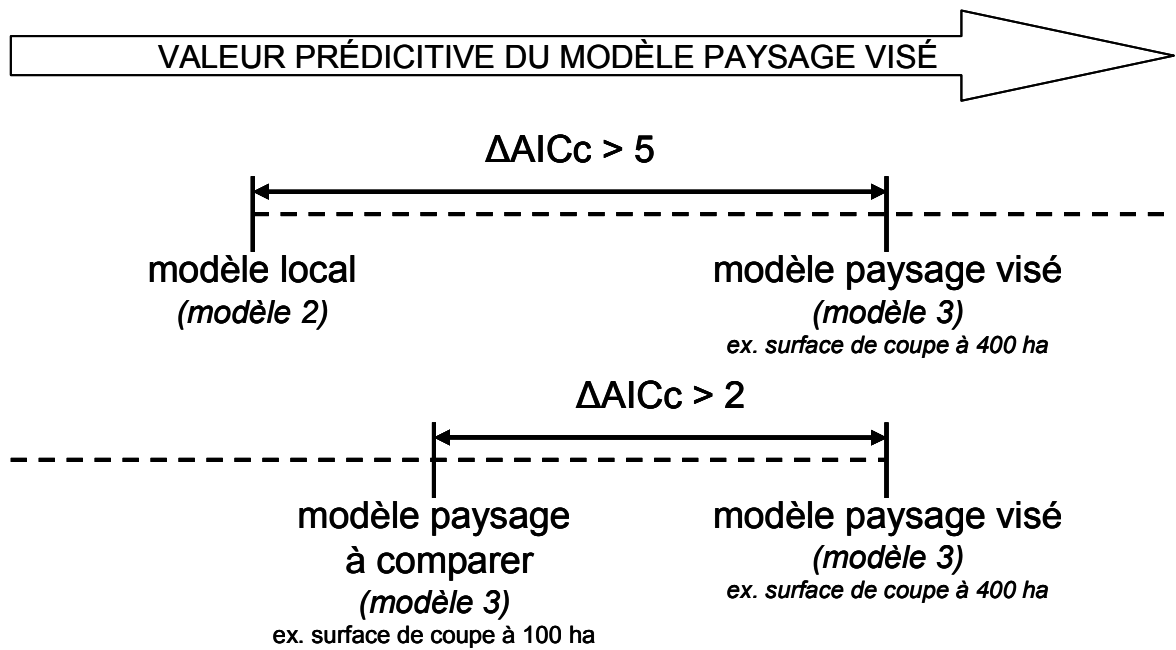 VALEUR PRÉDICITIVE DU MODÈLE PAYSAGE VISÉ
ΔAICc > 5
modèle local
(modèle 2)
modèle paysage visé
(modèle 3)
ex. surface de coupe à 400 ha
ΔAICc > 2
modèle paysage
à comparer
(modèle 3)
ex. surface de coupe à 100 ha
modèle paysage visé
(modèle 3)
ex. surface de coupe à 400 ha